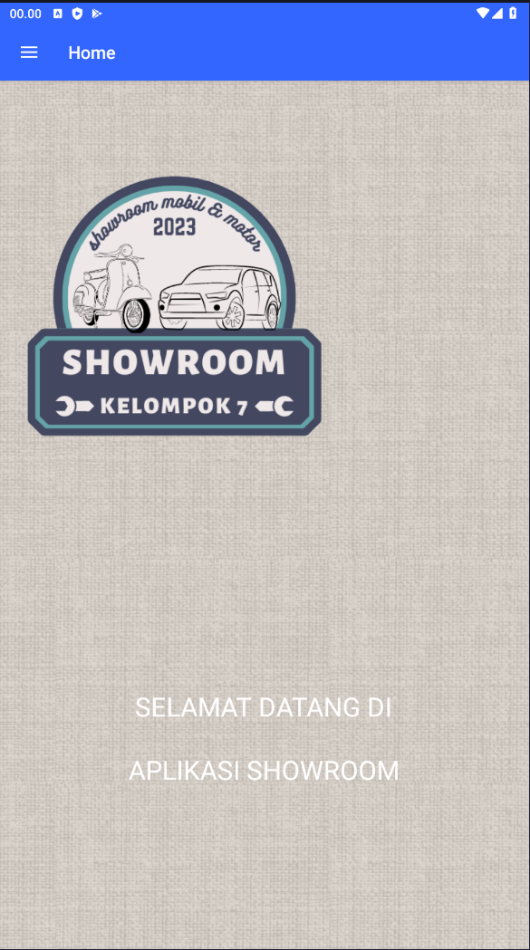 00.00
Home
showroom mobil & motor
2023
SHOWROOM
KELOMPOK 7
SELAMAT DATANG DI
APLIKASI SHOWROOM